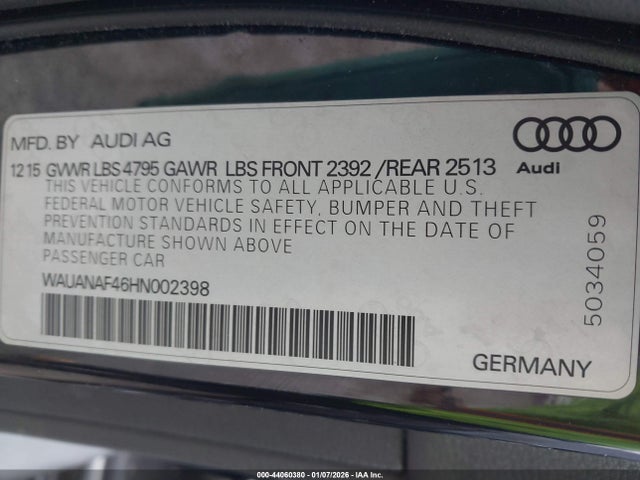 MFD. BY AUDI AG
Audi
12 15 GVWR LBS 4795 GAWR LBS FRONT 2392 /REAR 2513
THIS VEHICLE CONFORMS TO ALL APPLICABLE U.S.
FEDERAL MOTOR VEHICLE SAFETY, BUMPER AND THEFT
PREVENTION STANDARDS IN EFFECT ON THE DATE OF
MANUFACTURE SHOWN ABOVE
PASSENGER CAR
WAUANAF46HN002398
5034059
GERMANY
000-44060380 - 01/07/2026 - IAA Inc.